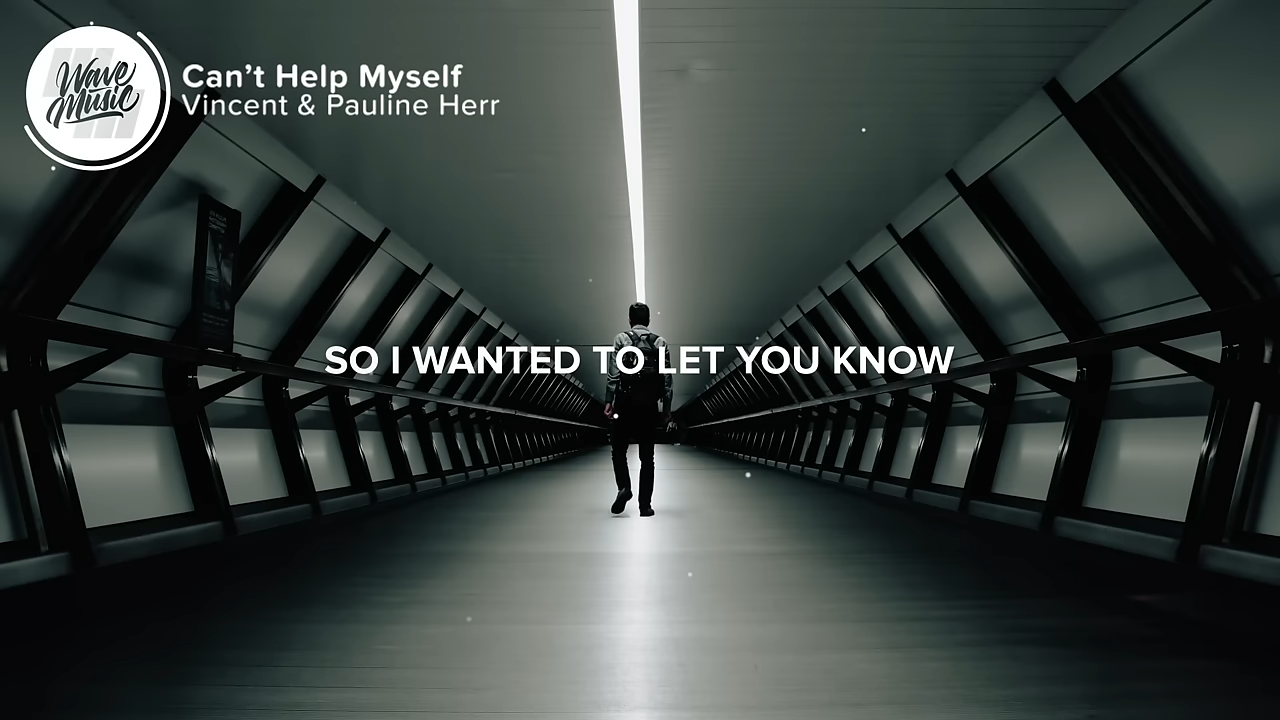 Wave
Music
Can't Help Myself
Vincent & Pauline Herr
SO I WANTED TO LET YOU KNOW